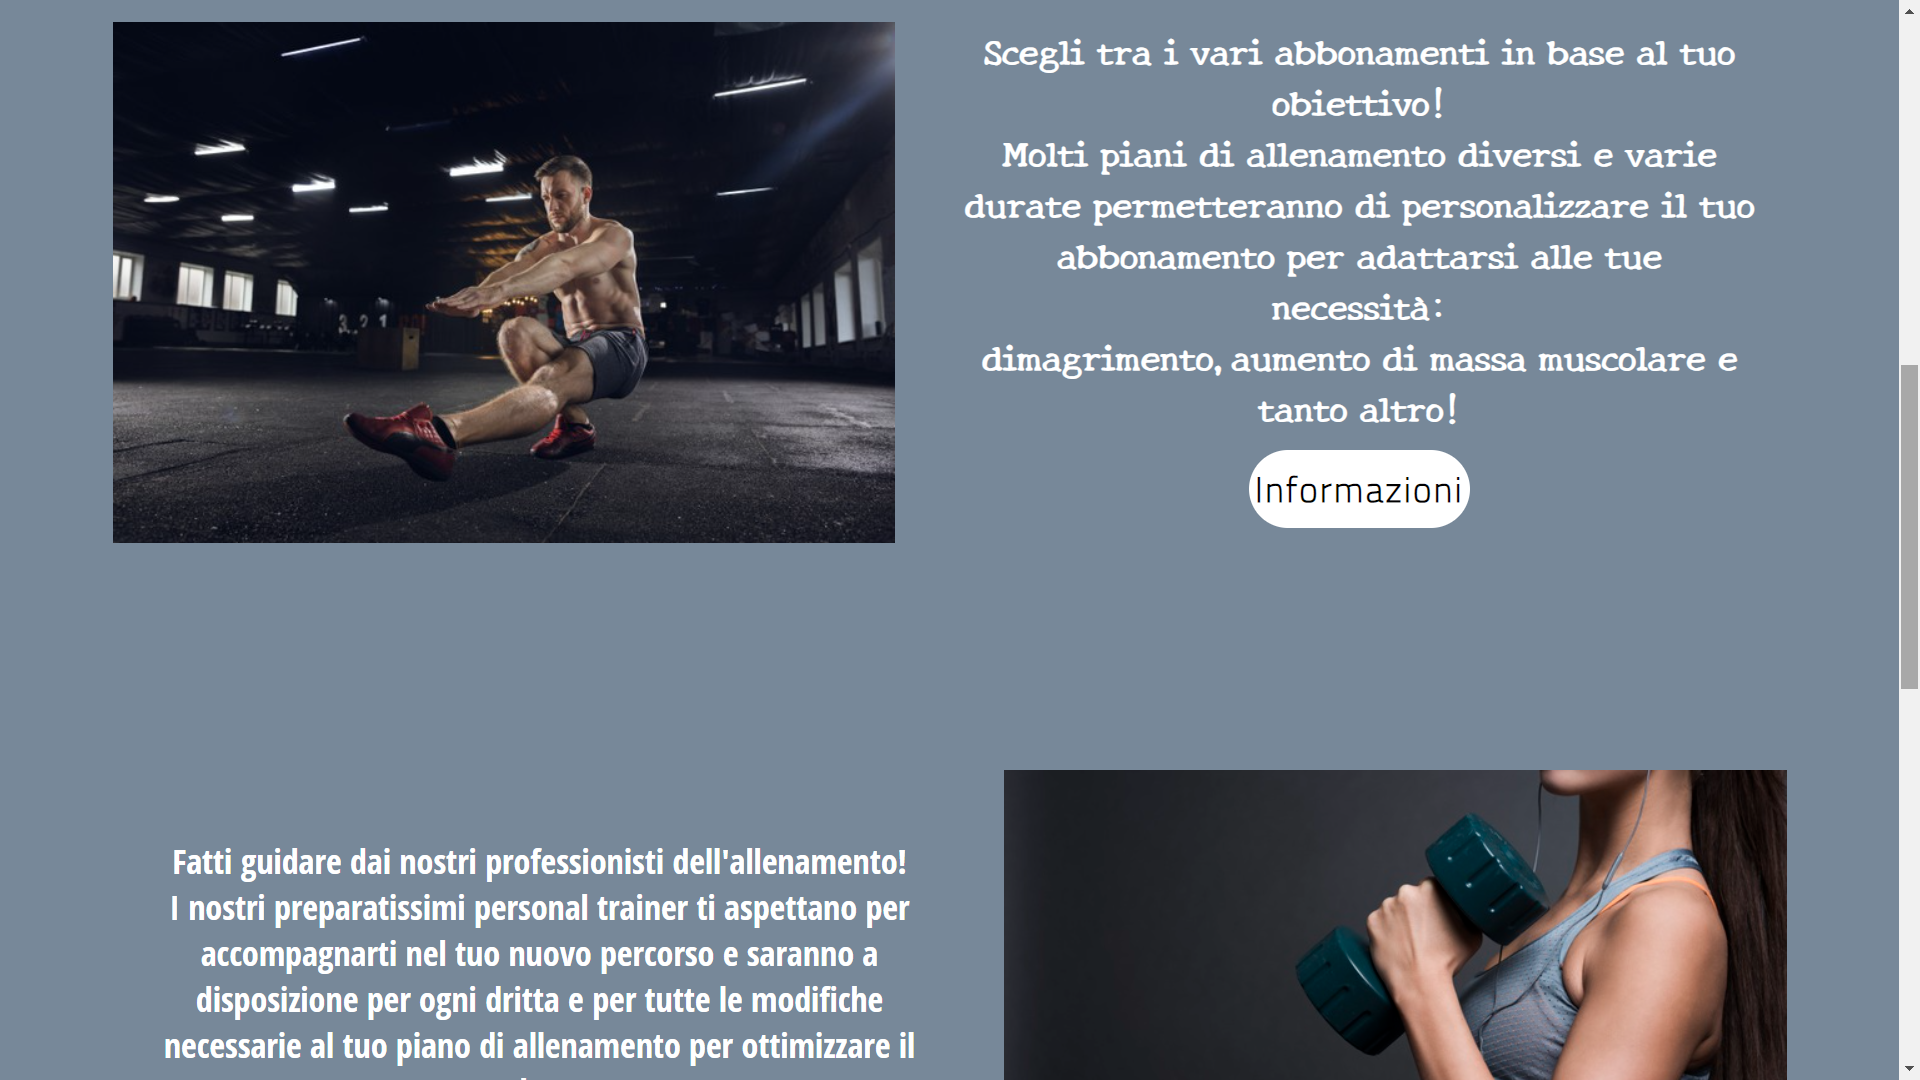 Scegli tra i vari abbonamenti in base al tuo
obiettivo!
Molti piani di allenamento diversi e varie
durate permetteranno di personalizzare il tuo
abbonamento per adattarsi alle tue
necessità:
dimagrimento, aumento di massa muscolare e
tanto altro!
Informazioni
3 2 1
Fatti guidare dai nostri professionisti dell'allenamento!
I nostri preparatissimi personal trainer ti aspettano per
accompagnarti nel tuo nuovo percorso e saranno a
disposizione per ogni dritta e per tutte le modifiche
necessarie al tuo piano di allenamento per ottimizzare il